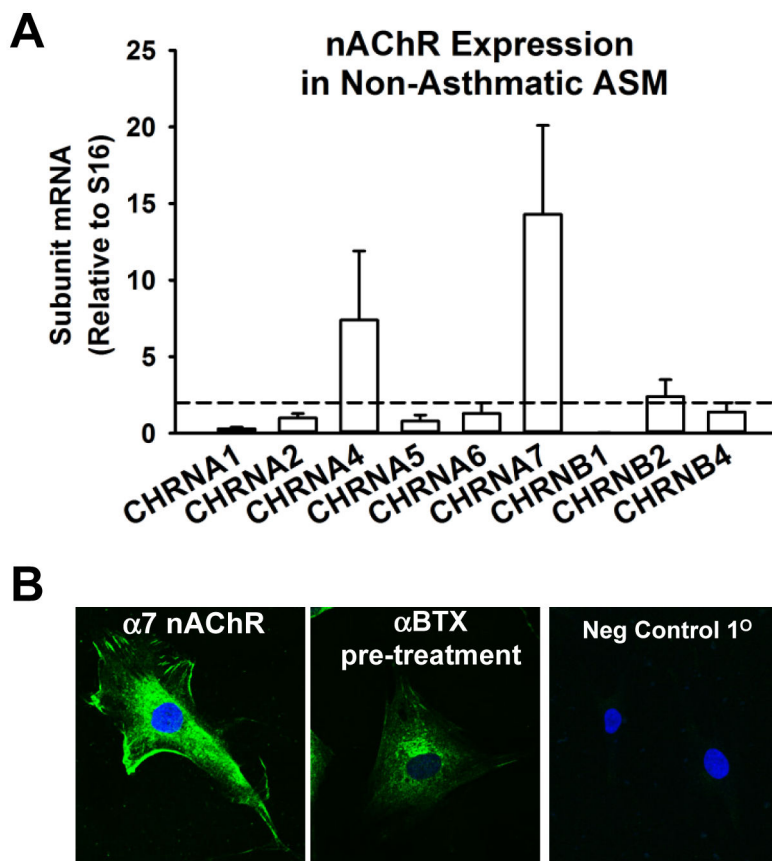 A
nAChR Expression
in Non-Asthmatic ASM
Subunit mRNA
(Relative to S16)
25
20
15
10
5
0
CHRNA1
CHRNA2
CHRNA4
CHRNA5
CHRNA6
CHRNA7
CHRNB1
CHRNB2
CHRNB4
B
α7 nAChR
αBTX
pre-treatment
Neg Control 1º